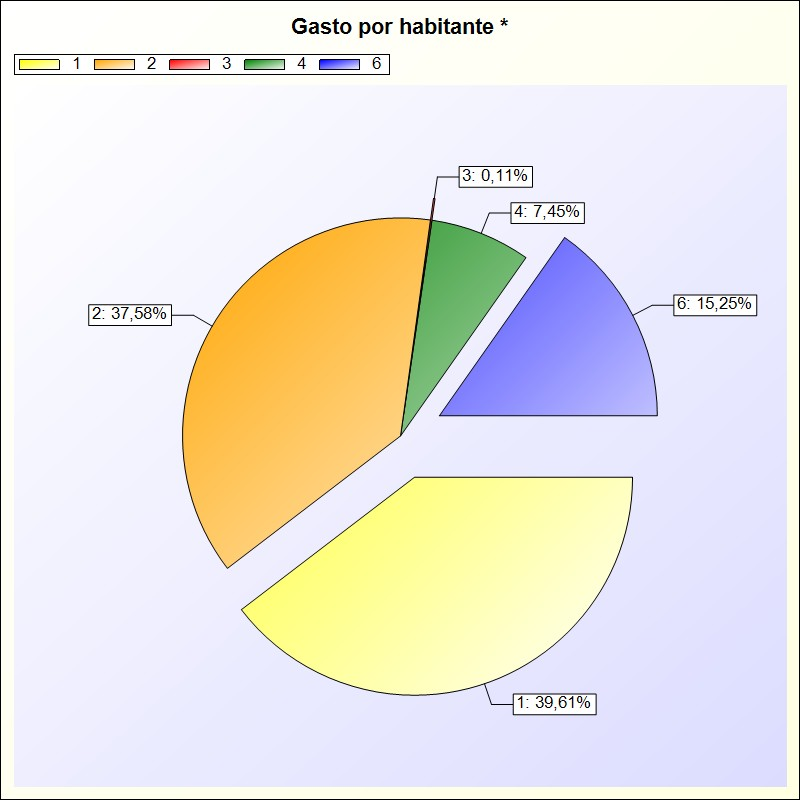 Gasto por habitante *
1 2 3 4 6
3: 0,11%
4: 7,45%
6: 15,25%
2: 37,58%
1: 39,61%